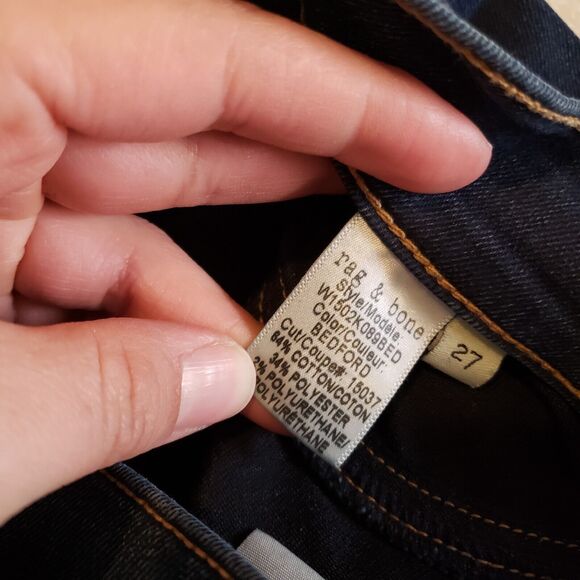 rag & bone
Style/Modèle:
W1502K089BED
Color/Couleur:
BEDFORD
Cut/Coupe#: 15037
64% COTTON/COTON
34% POLYESTER
2% POLYURETHANE/
POLYURÉTHANE
27